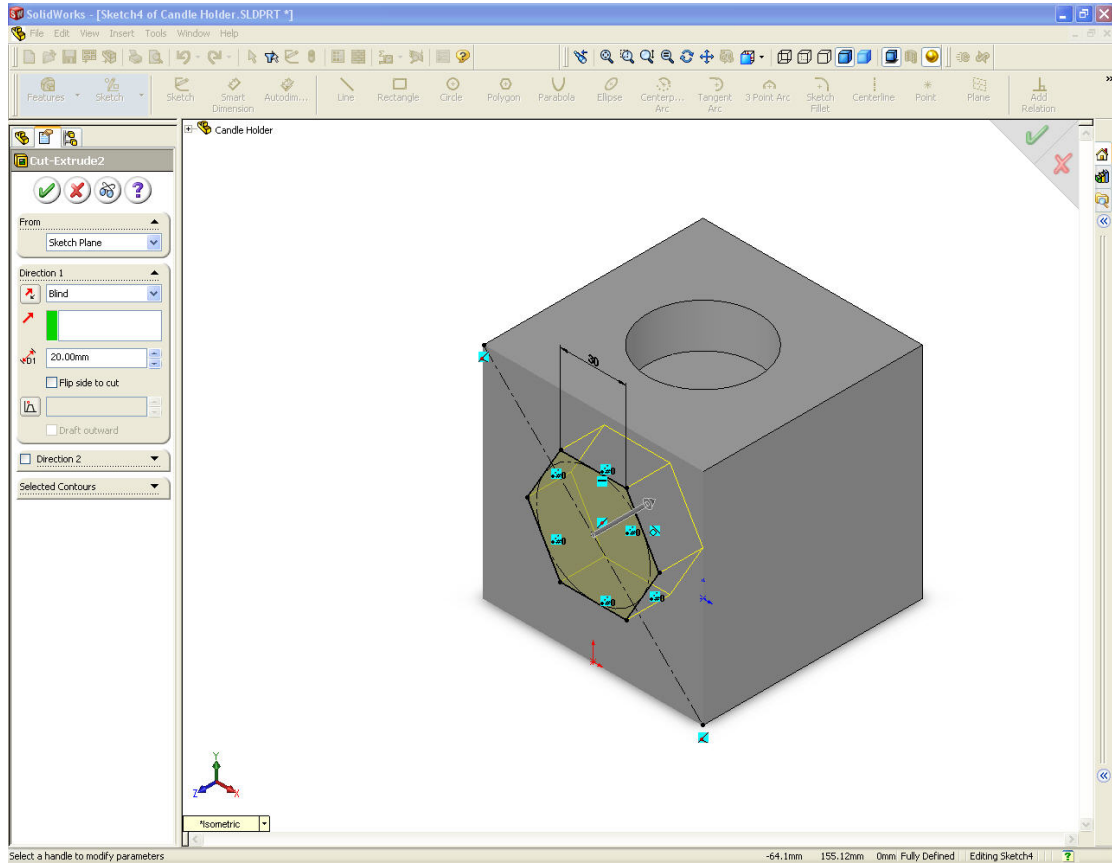 SolidWorks - [Sketch4 of Candle Holder.SLDPRT *]
File Edit View Insert Tools Window Help
Features Sketch Sketch Smart Dimension Autodim... Line Rectangle Circle Polygon Parabola Ellipse Centerp... Arc Tangent Arc 3 Point Arc Sketch Fillet Centerline Point Plane Add Relation
Candle Holder
Cut-Extrude2
From
Sketch Plane
Direction 1
Blind
D1 20.00mm
Flip side to cut
Draft outward
Direction 2
Selected Contours
30
Y
Z X
*Isometric
Select a handle to modify parameters
-64.1mm 155.12mm 0mm Fully Defined Editing Sketch4